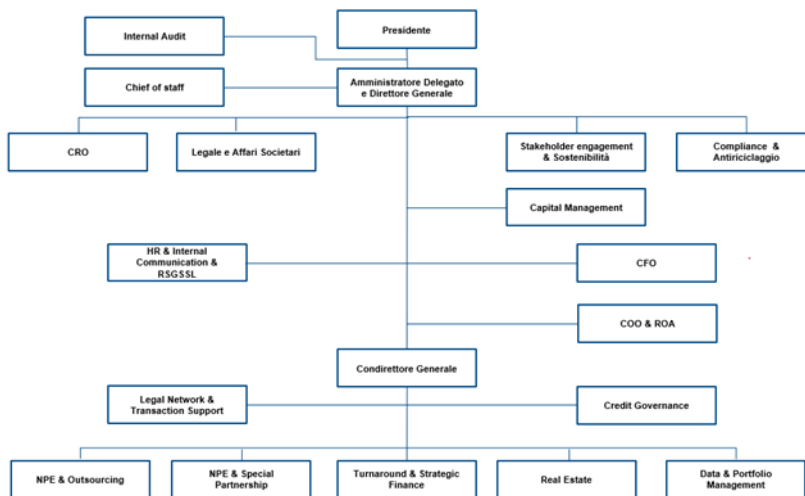 Presidente
Internal Audit
Chief of staff
Amministratore Delegato
e Direttore Generale
CRO
Legale e Affari Societari
Stakeholder engagement
& Sostenibilità
Compliance &
Antiriciclaggio
Capital Management
HR & Internal
Communication &
RSGSSL
CFO
COO & ROA
Condirettore Generale
Legal Network &
Transaction Support
Credit Governance
NPE & Outsourcing
NPE & Special
Partnership
Turnaround & Strategic
Finance
Real Estate
Data & Portfolio
Management